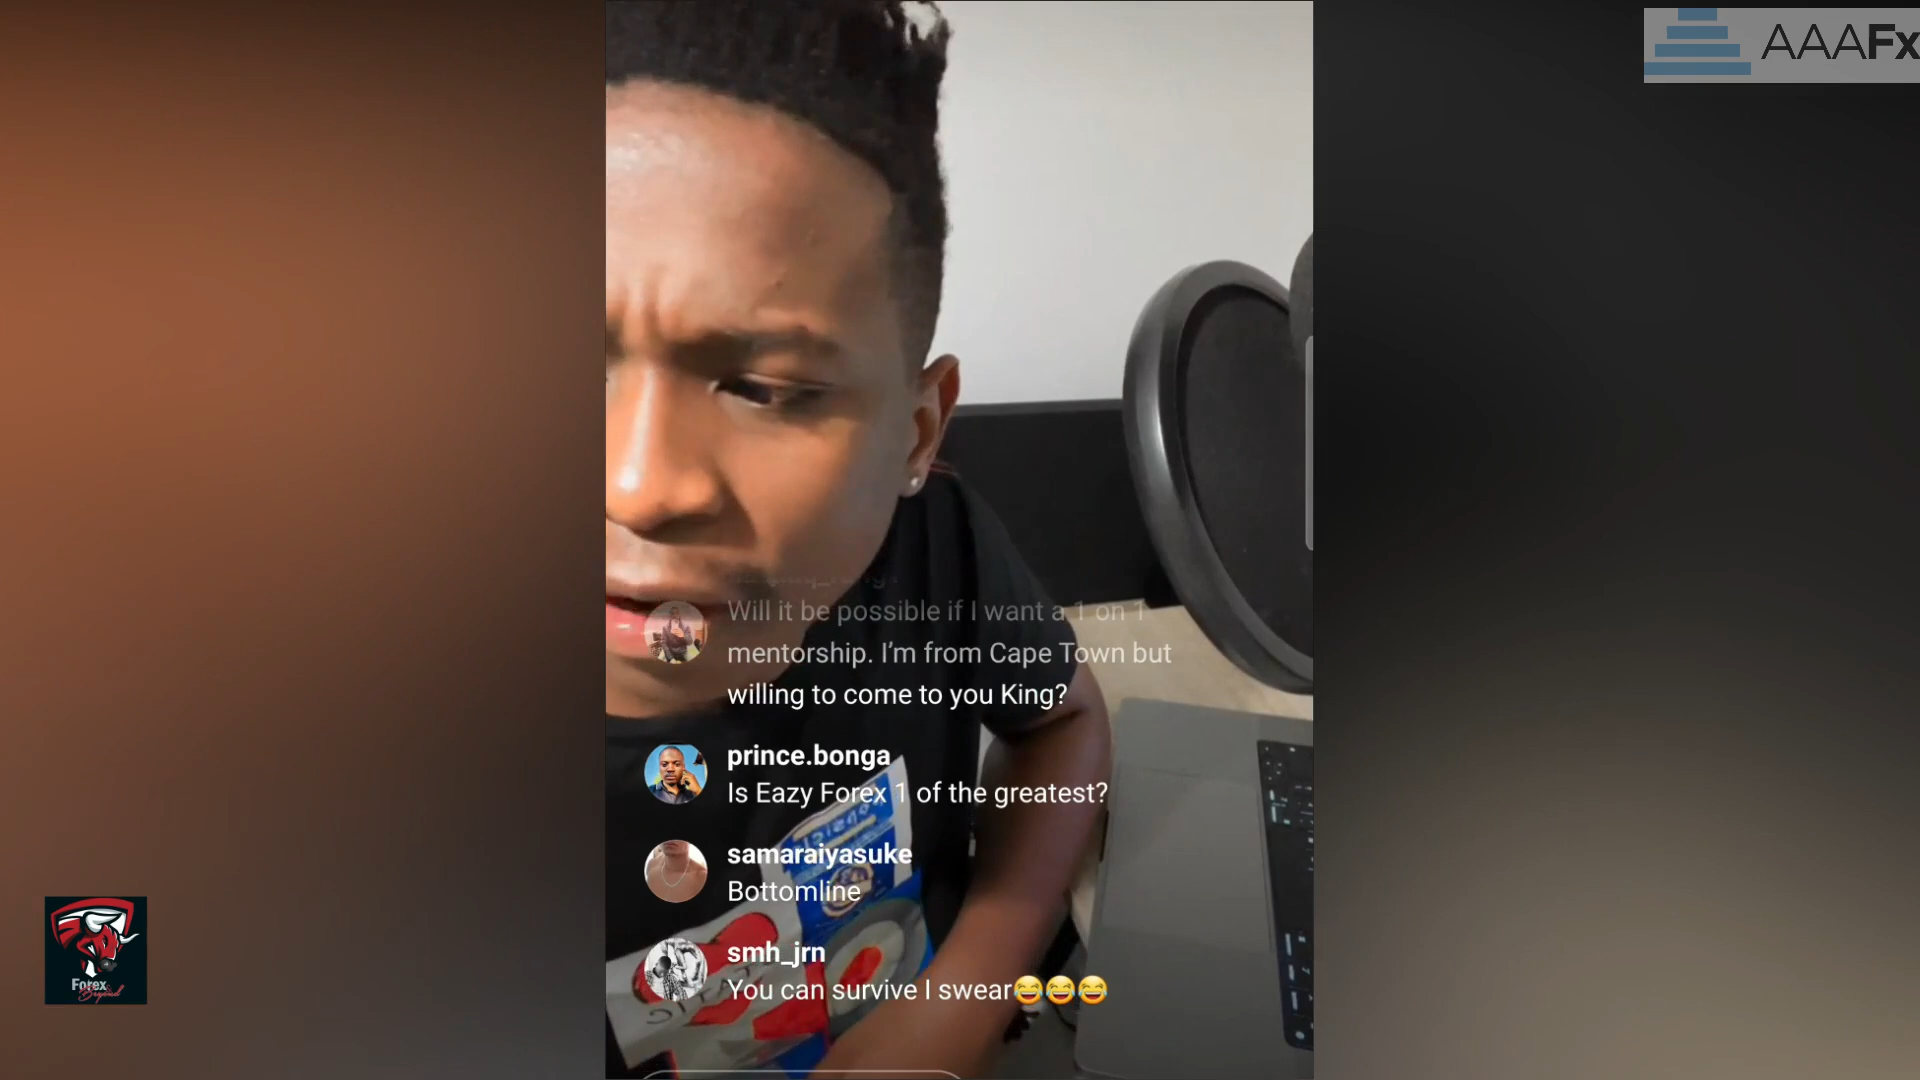 AAAFx
Will it be possible if I want a 1 on 1
mentorship. I’m from Cape Town but
willing to come to you King?
prince.bonga
Is Eazy Forex 1 of the greatest?
samaraiyasuke
Bottomline
smh_jrn
You can survive I swear😂😂😂
Forex
Beyond